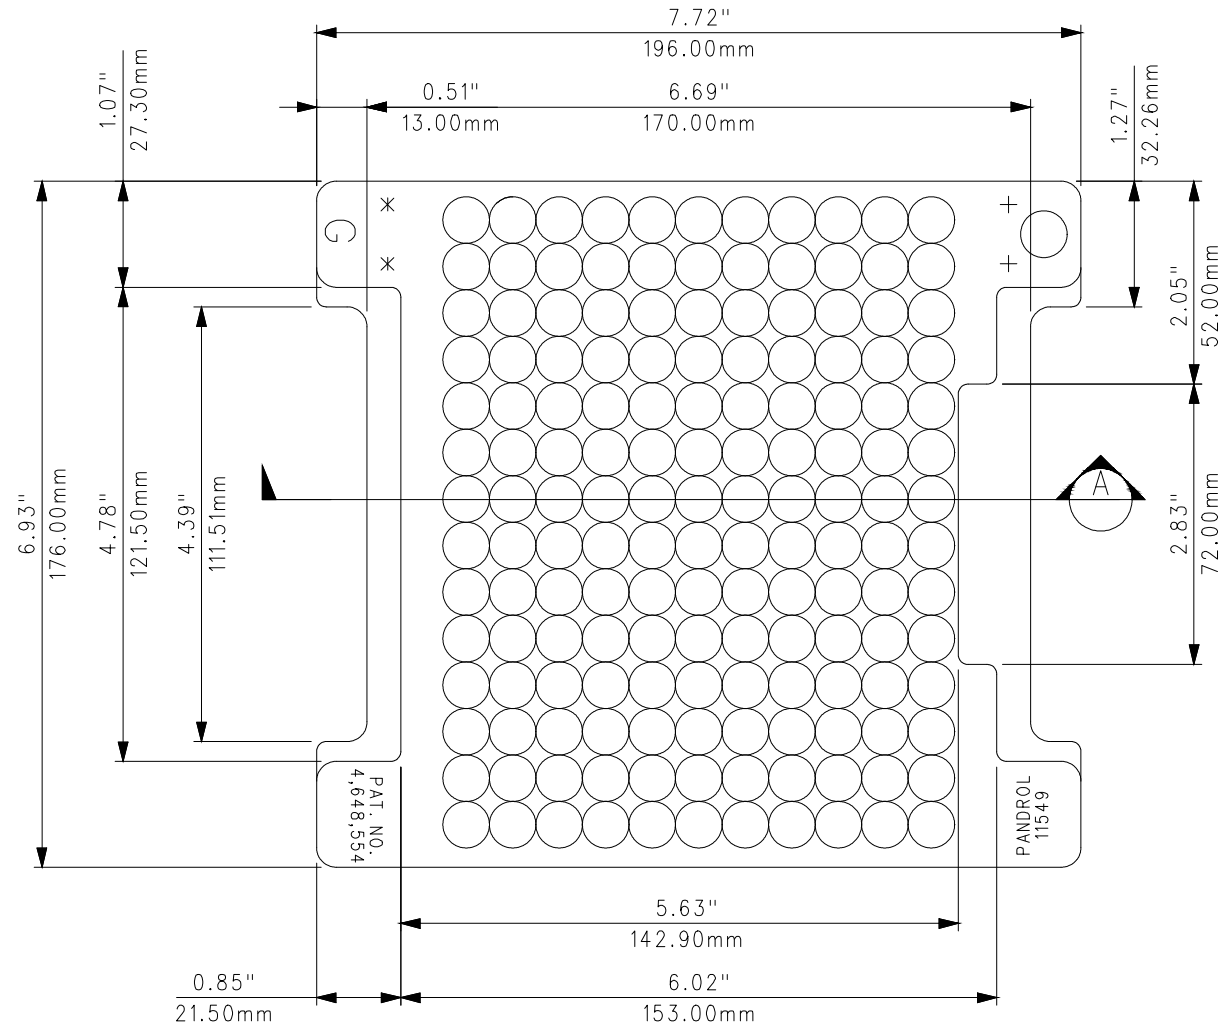 7.72"
196.00mm
0.51"
13.00mm
6.69"
170.00mm
1.07"
27.30mm
1.27"
32.26mm
G
* *
+ +
2.05"
52.00mm
6.93"
176.00mm
4.78"
121.50mm
4.39"
111.51mm
A
2.83"
72.00mm
PAT. NO.
4,648,554
PANDROL
11549
5.63"
142.90mm
0.85"
21.50mm
6.02"
153.00mm